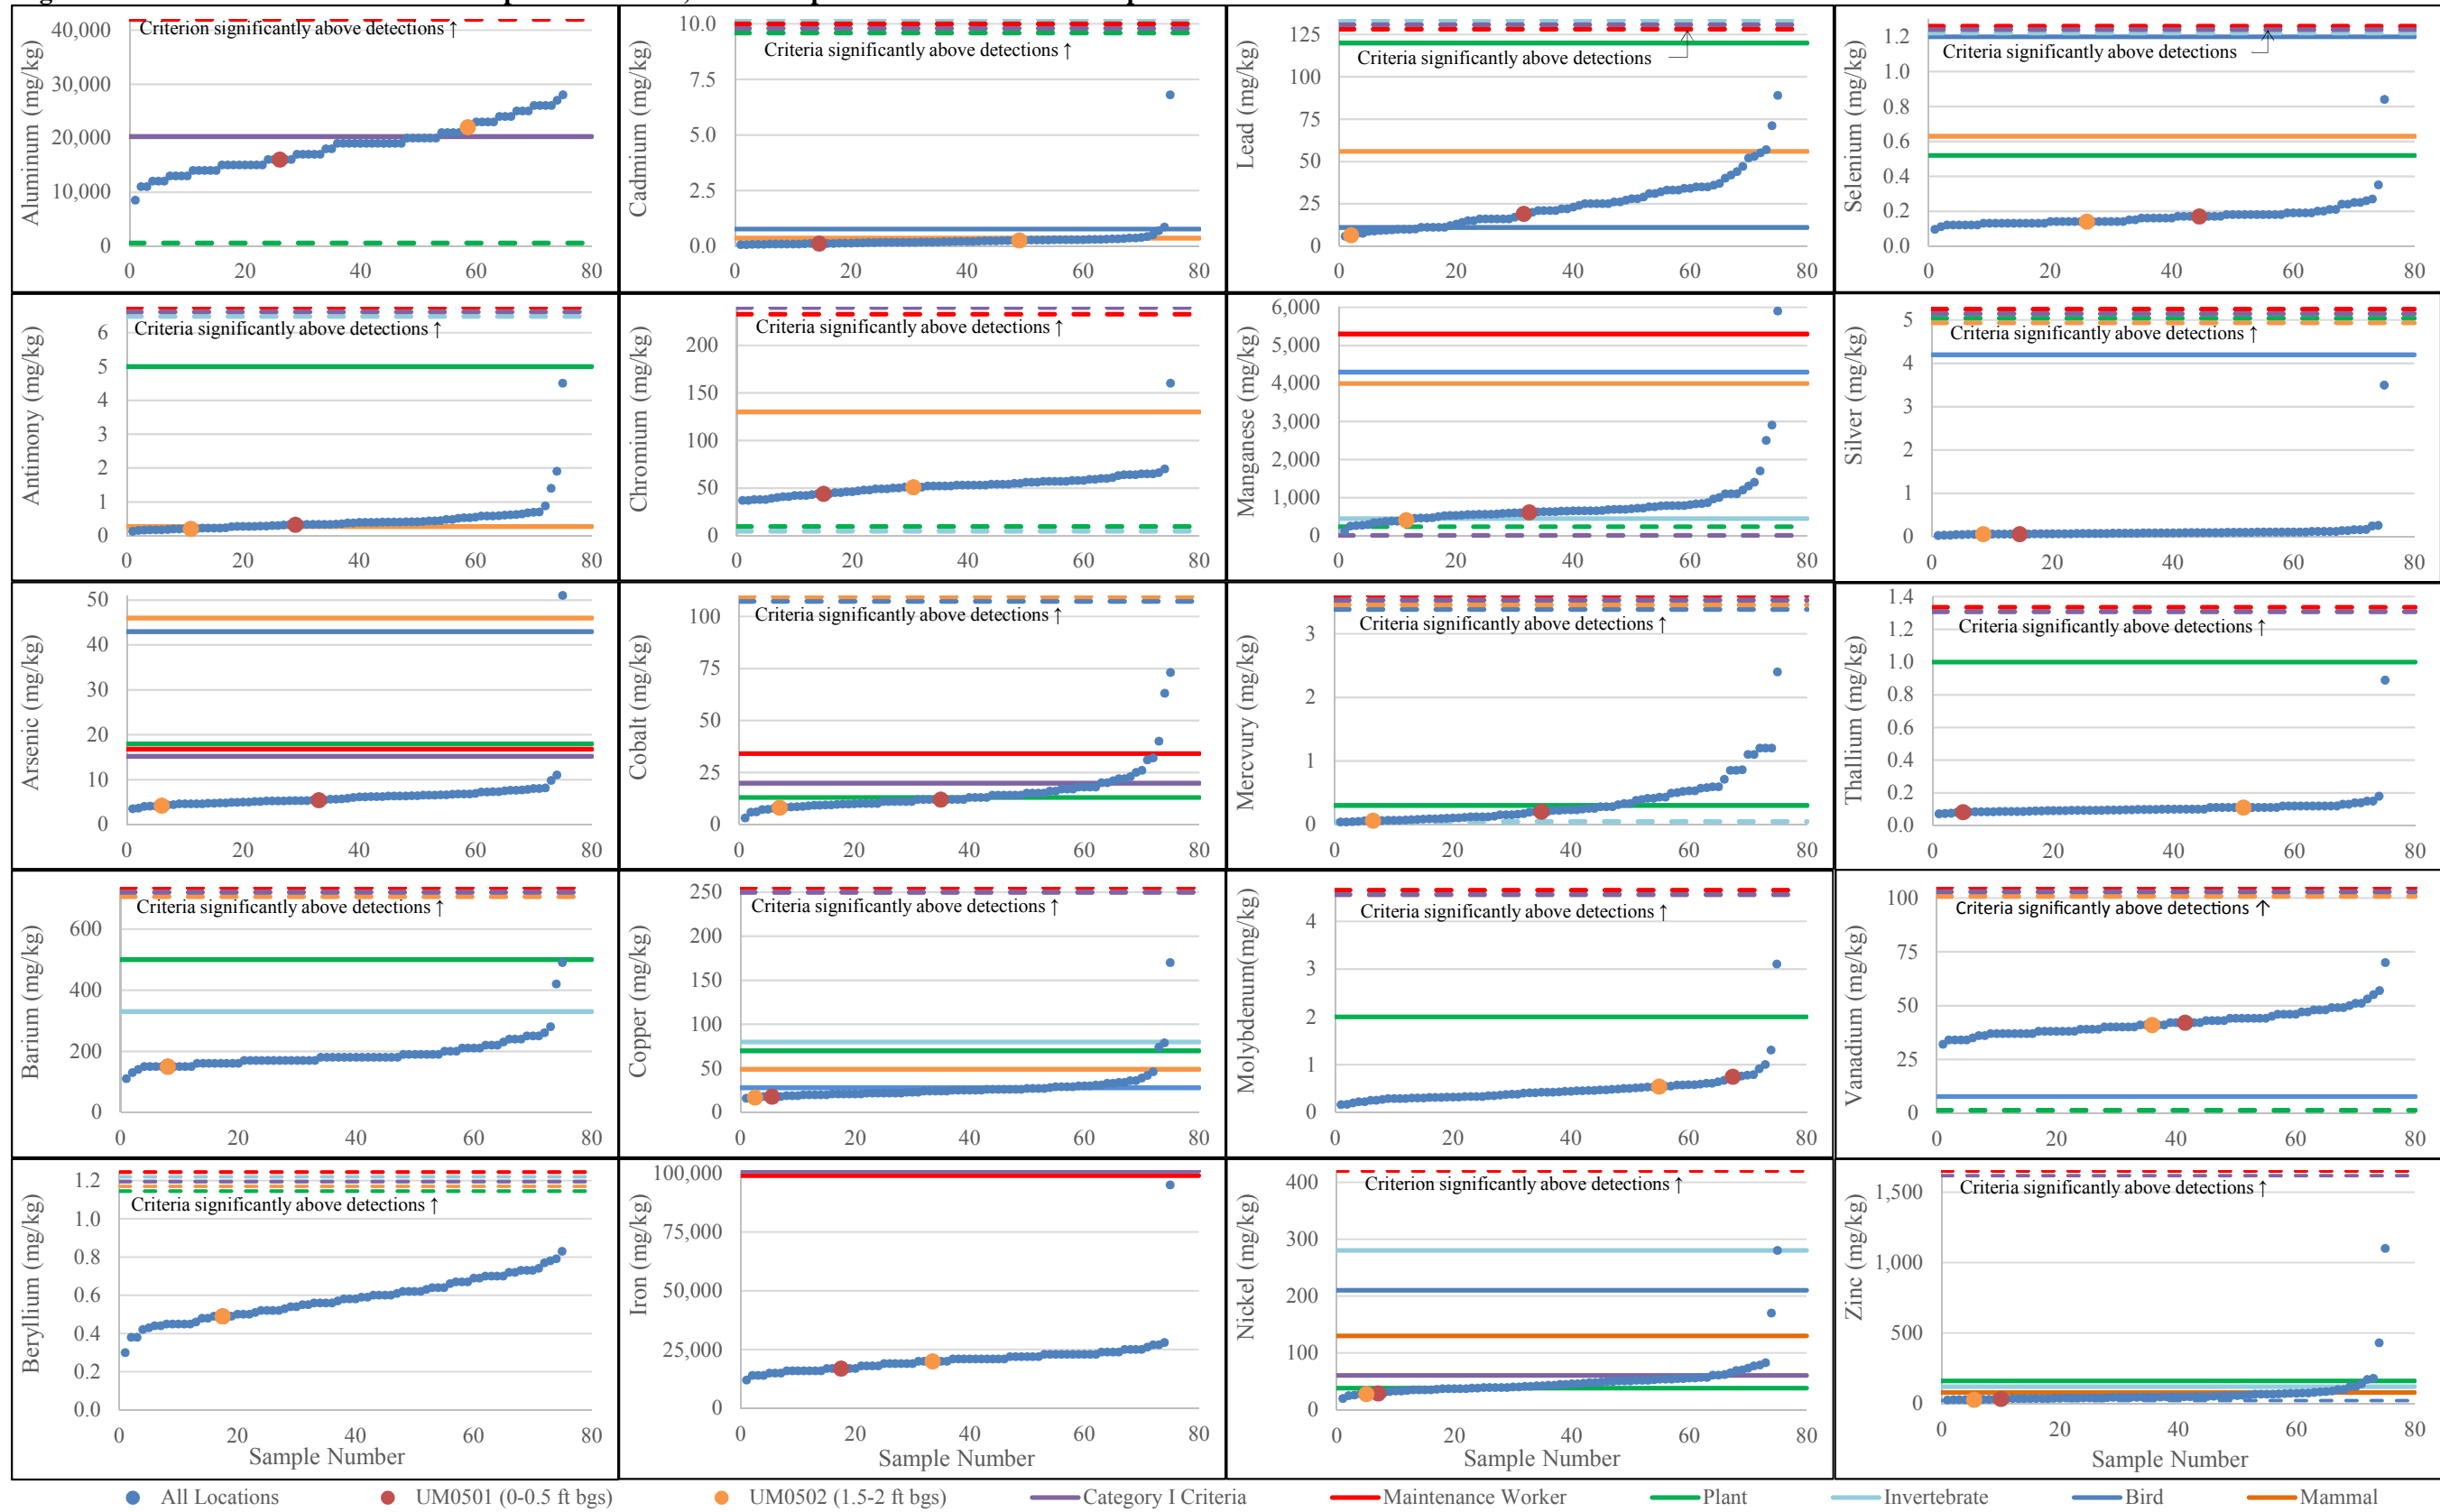 Criterion significantly above detections ↑
Aluminum (mg/kg)
40,000
30,000
20,000
10,000
0
0 20 40 60 80
Criteria significantly above detections ↑
Cadmium (mg/kg)
10.0
7.5
5.0
2.5
0.0
0 20 40 60 80
Criteria significantly above detections
Lead (mg/kg)
125
100
75
50
25
0
0 20 40 60 80
Criteria significantly above detections
Selenium (mg/kg)
1.2
1.0
0.8
0.6
0.4
0.2
0.0
0 20 40 60 80
Criteria significantly above detections ↑
Antimony (mg/kg)
6
5
4
3
2
1
0
0 20 40 60 80
Criteria significantly above detections ↑
Chromium (mg/kg)
200
150
100
50
0
0 20 40 60 80
Manganese (mg/kg)
6,000
5,000
4,000
3,000
2,000
1,000
0
0 20 40 60 80
Criteria significantly above detections ↑
Silver (mg/kg)
5
4
3
2
1
0
0 20 40 60 80
Arsenic (mg/kg)
50
40
30
20
10
0
0 20 40 60 80
Criteria significantly above detections ↑
Cobalt (mg/kg)
100
75
50
25
0
0 20 40 60 80
Criteria significantly above detections ↑
Mercvury (mg/kg)
3
2
1
0
0 20 40 60 80
Criteria significantly above detections ↑
Thallium (mg/kg)
1.4
1.2
1.0
0.8
0.6
0.4
0.2
0.0
0 20 40 60 80
Criteria significantly above detections ↑
Barium (mg/kg)
600
400
200
0
0 20 40 60 80
Criteria significantly above detections ↑
Copper (mg/kg)
250
200
150
100
50
0
0 20 40 60 80
Criteria significantly above detections ↑
Molybdenum(mg/kg)
4
3
2
1
0
0 20 40 60 80
Criteria significantly above detections ↑
Vanadium (mg/kg)
100
75
50
25
0
0 20 40 60 80
Criteria significantly above detections ↑
Beryllium (mg/kg)
1.2
1.0
0.8
0.6
0.4
0.2
0.0
0 20 40 60 80
Sample Number
Iron (mg/kg)
100,000
75,000
50,000
25,000
0
0 20 40 60 80
Sample Number
Criterion significantly above detections ↑
Nickel (mg/kg)
400
300
200
100
0
0 20 40 60 80
Sample Number
Criteria significantly above detections ↑
Zinc (mg/kg)
1,500
1,000
500
0
0 20 40 60 80
Sample Number
All Locations UM0501 (0-0.5 ft bgs) UM0502 (1.5-2 ft bgs) Category I Criteria Maintenance Worker Plant Invertebrate Bird Mammal